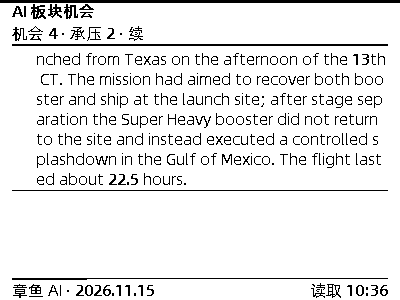 AI 板块机会
机会 4 · 承压 2 · 续
nched from Texas on the afternoon of the 13th
CT. The mission had aimed to recover both boo
ster and ship at the launch site; after stage sep
aration the Super Heavy booster did not return
to the site and instead executed a controlled s
plashdown in the Gulf of Mexico. The flight last
ed about 22.5 hours.
章鱼 AI · 2026.11.15
读取 10:36